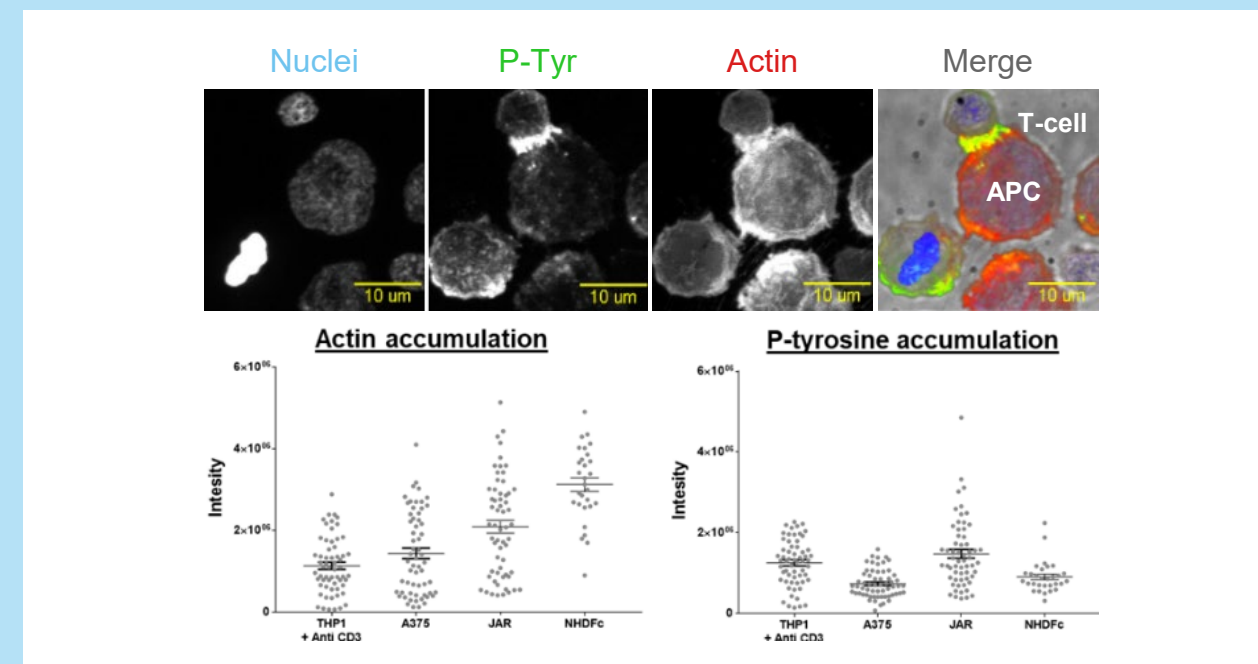 Nuclei
P-Tyr
Actin
Merge
T-cell
APC
10 um
10 um
10 um
10 um
Actin accumulation
P-tyrosine accumulation
6×10⁰⁶
4×10⁰⁶
2×10⁰⁶
0
Intesity
THP1
+ Anti CD3
A375
JAR
NHDFc
6×10⁰⁶
4×10⁰⁶
2×10⁰⁶
0
Intesity
THP1
+ Anti CD3
A375
JAR
NHDFc